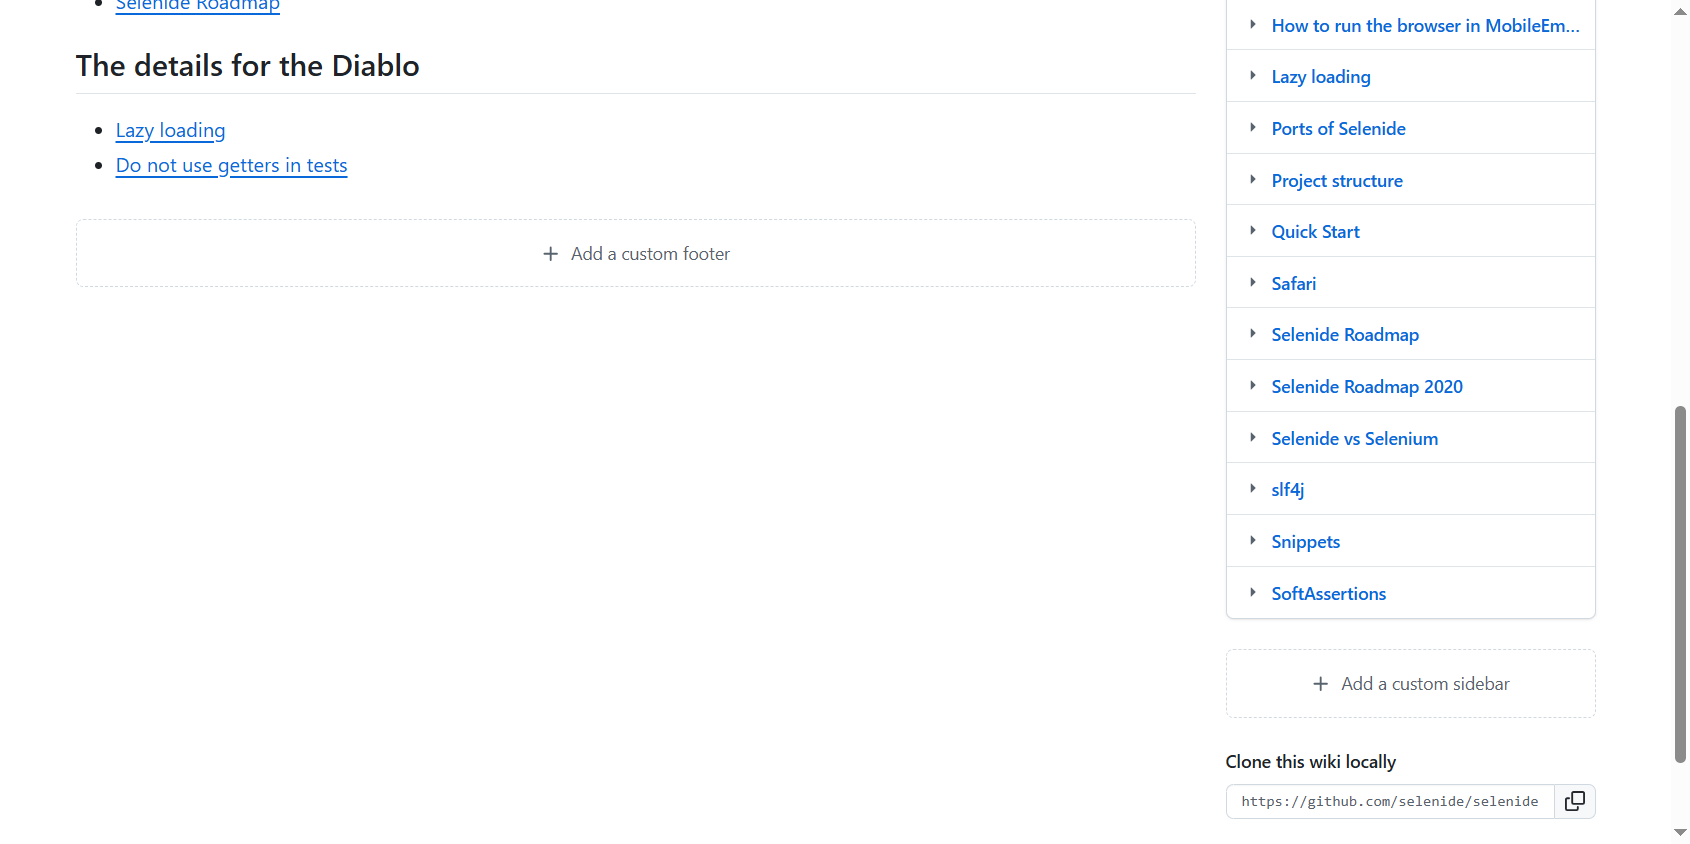 Selenide Roadmap
The details for the Diablo
Lazy loading
Do not use getters in tests
Add a custom footer
How to run the browser in MobileEm...
Lazy loading
Ports of Selenide
Project structure
Quick Start
Safari
Selenide Roadmap
Selenide Roadmap 2020
Selenide vs Selenium
slf4j
Snippets
SoftAssertions
Add a custom sidebar
Clone this wiki locally
https://github.com/selenide/selenide